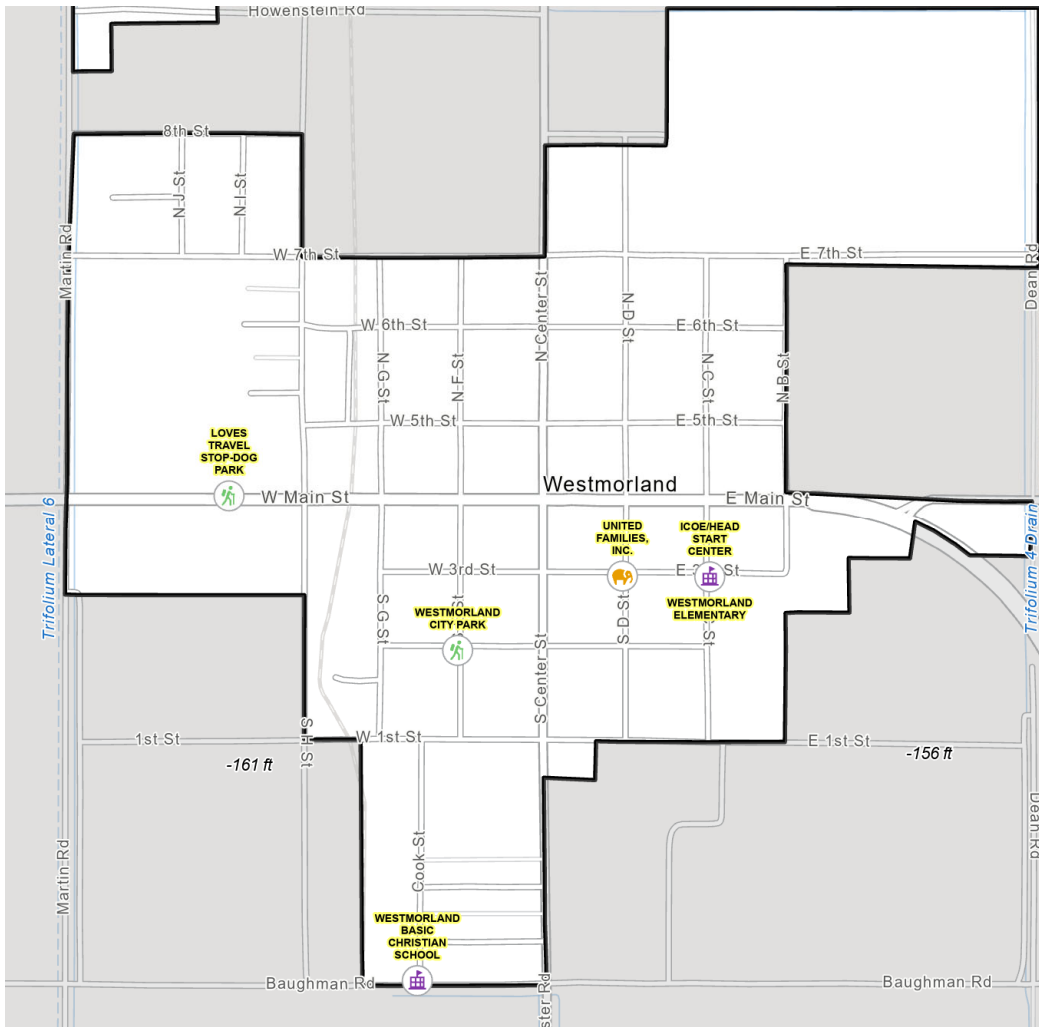 Howenstein Rd
8th St
N J St
N I St
Martin Rd
W 7th St
E 7th St
Dean Rd
N Center St
N D St
W 6th St
E 6th St
N G St
N F St
N C St
N B St
W 5th St
E 5th St
LOVES
TRAVEL
STOP-DOG
PARK
W Main St
Westmorland
E Main St
Trifolium Lateral 6
Trifolium 4 Drain
UNITED
FAMILIES,
INC.
ICOE/HEAD
START
CENTER
W 3rd St
WESTMORLAND
CITY PARK
WESTMORLAND
ELEMENTARY
S G St
S D St
S Center St
S H St
1st St
W 1st St
E 1st St
-161 ft
-156 ft
Cook St
Martin Rd
Dean Rd
WESTMORLAND
BASIC
CHRISTIAN
SCHOOL
Baughman Rd
Baughman Rd